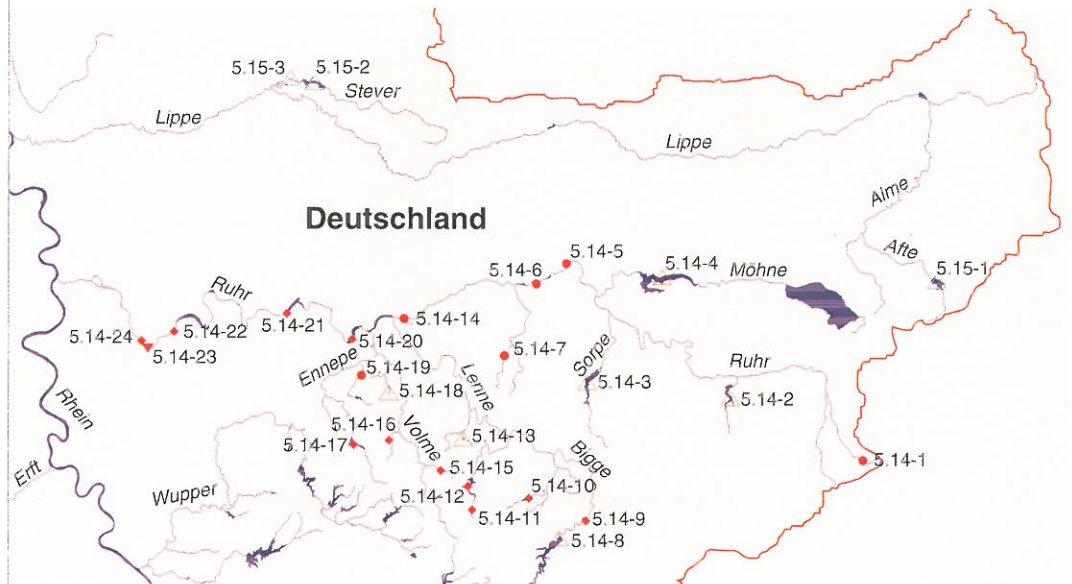 5.15-3
5.15-2
Stever
Lippe
Lippe
Alme
Deutschland
Afte
5.14-5
5.14-6
5.14-4
Möhne
5.15-1
Ruhr
5.14-14
5.14-21
5.14-22
5.14-24
5.14-23
5.14-20
Ennepe
5.14-19
5.14-7
Sorpe
Ruhr
5.14-18
Lenne
5.14-3
5.14-2
Rhein
5.14-16
Volme
5.14-13
5.14-17
Bigge
5.14-1
5.14-15
Erft
Wupper
5.14-12
5.14-10
5.14-11
5.14-9
5.14-8